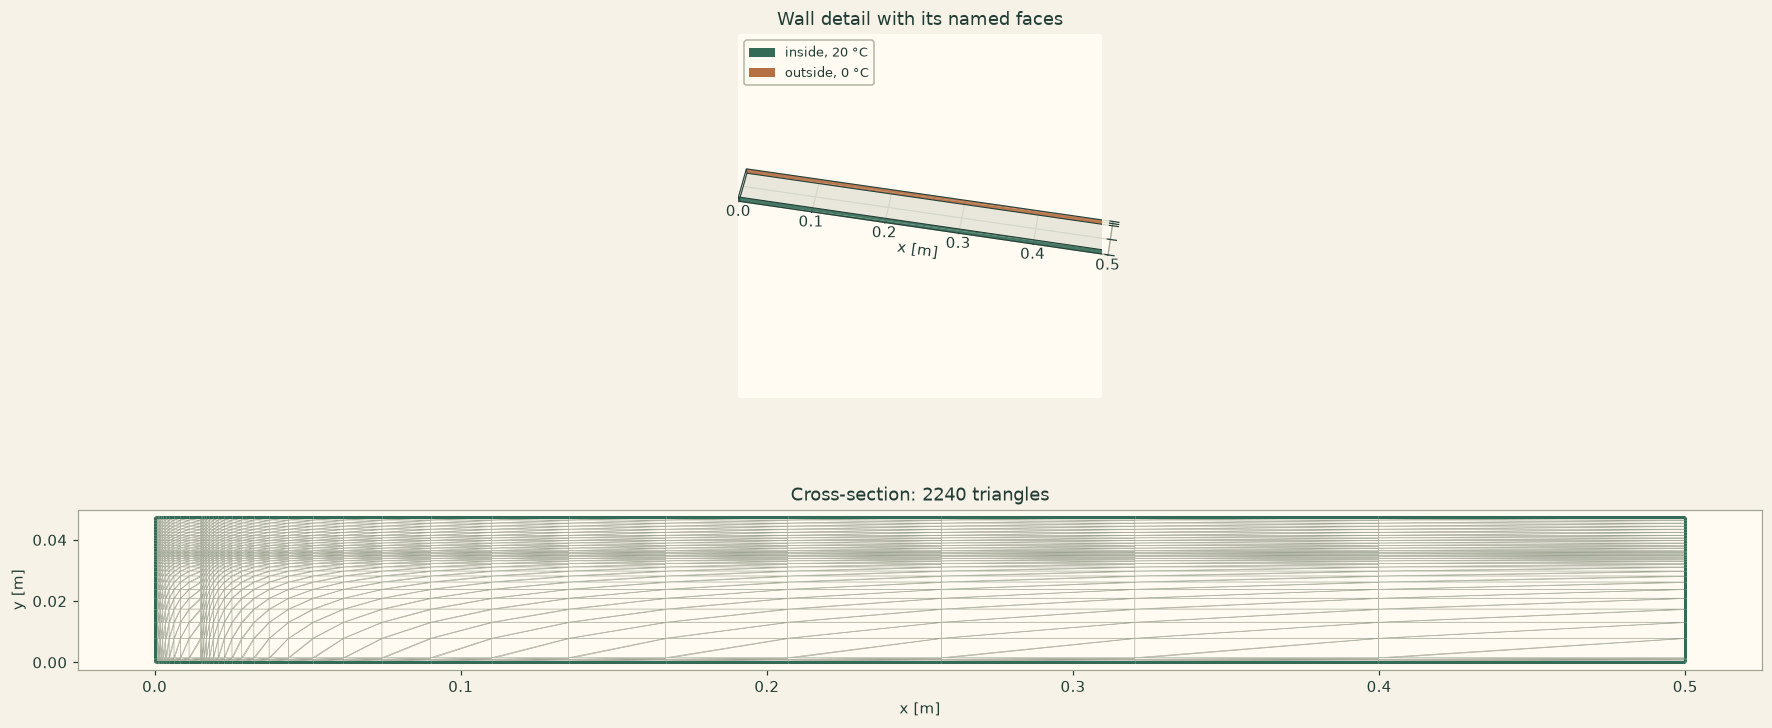 Wall detail with its named faces
inside, 20 °C
outside, 0 °C
0.0
0.1
0.2
0.3
0.4
0.5
x [m]
Cross-section: 2240 triangles
0.04
0.02
0.00
y [m]
0.0
0.1
0.2
0.3
0.4
0.5
x [m]